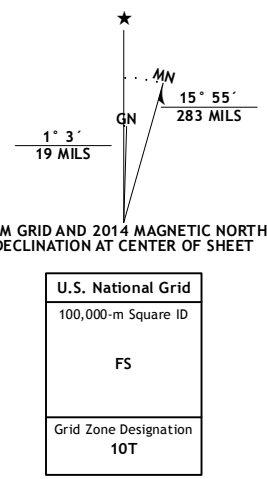 ★
MN
15° 55´
283 MILS
GN
1° 3´
19 MILS
M GRID AND 2014 MAGNETIC NORTH
DECLINATION AT CENTER OF SHEET
U.S. National Grid
100,000-m Square ID
FS
Grid Zone Designation
10T